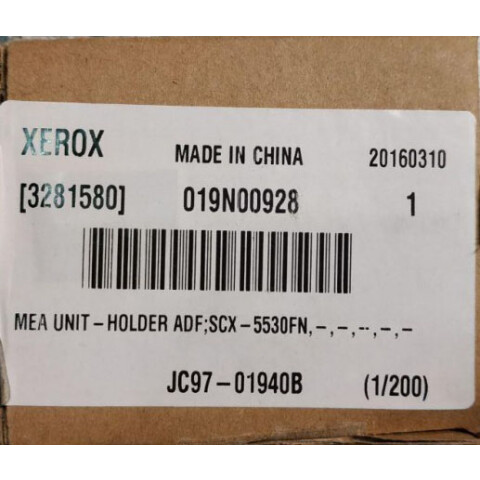 XEROX MADE IN CHINA 20160310
[3281580] 019N00928 1
MEA UNIT-HOLDER ADF;SCX-5530FN,-,-,-,-,-
JC97-01940B (1/200)